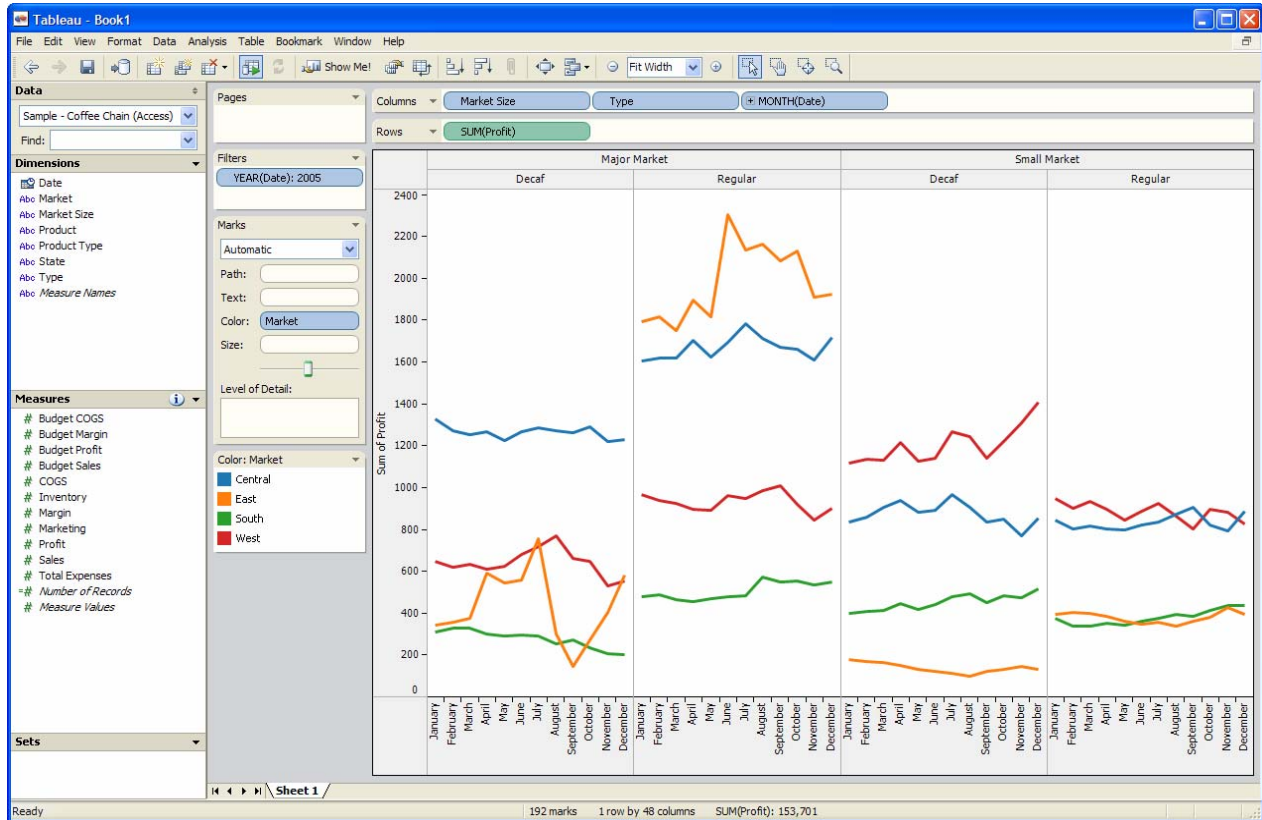 Tableau - Book1
File Edit View Format Data Analysis Table Bookmark Window Help
Show Me!
Fit Width
Data
Sample - Coffee Chain (Access)
Find:
Dimensions
Date
Abc Market
Abc Market Size
Abc Product
Abc Product Type
Abc State
Abc Type
Abc Measure Names
Measures
# Budget COGS
# Budget Margin
# Budget Profit
# Budget Sales
# COGS
# Inventory
# Margin
# Marketing
# Profit
# Sales
# Total Expenses
=# Number of Records
# Measure Values
Sets
Pages
Filters
YEAR(Date): 2005
Marks
Automatic
Path:
Text:
Color: Market
Size:
Level of Detail:
Color: Market
Central
East
South
West
Columns Market Size Type MONTH(Date)
Rows SUM(Profit)
Major Market Small Market
Decaf Regular Decaf Regular
Sum of Profit
2400
2200
2000
1800
1600
1400
1200
1000
800
600
400
200
0
January February March April May June July August September October November December
January February March April May June July August September October November December
January February March April May June July August September October November December
January February March April May June July August September October November December
Sheet 1
Ready 192 marks 1 row by 48 columns SUM(Profit): 153,701